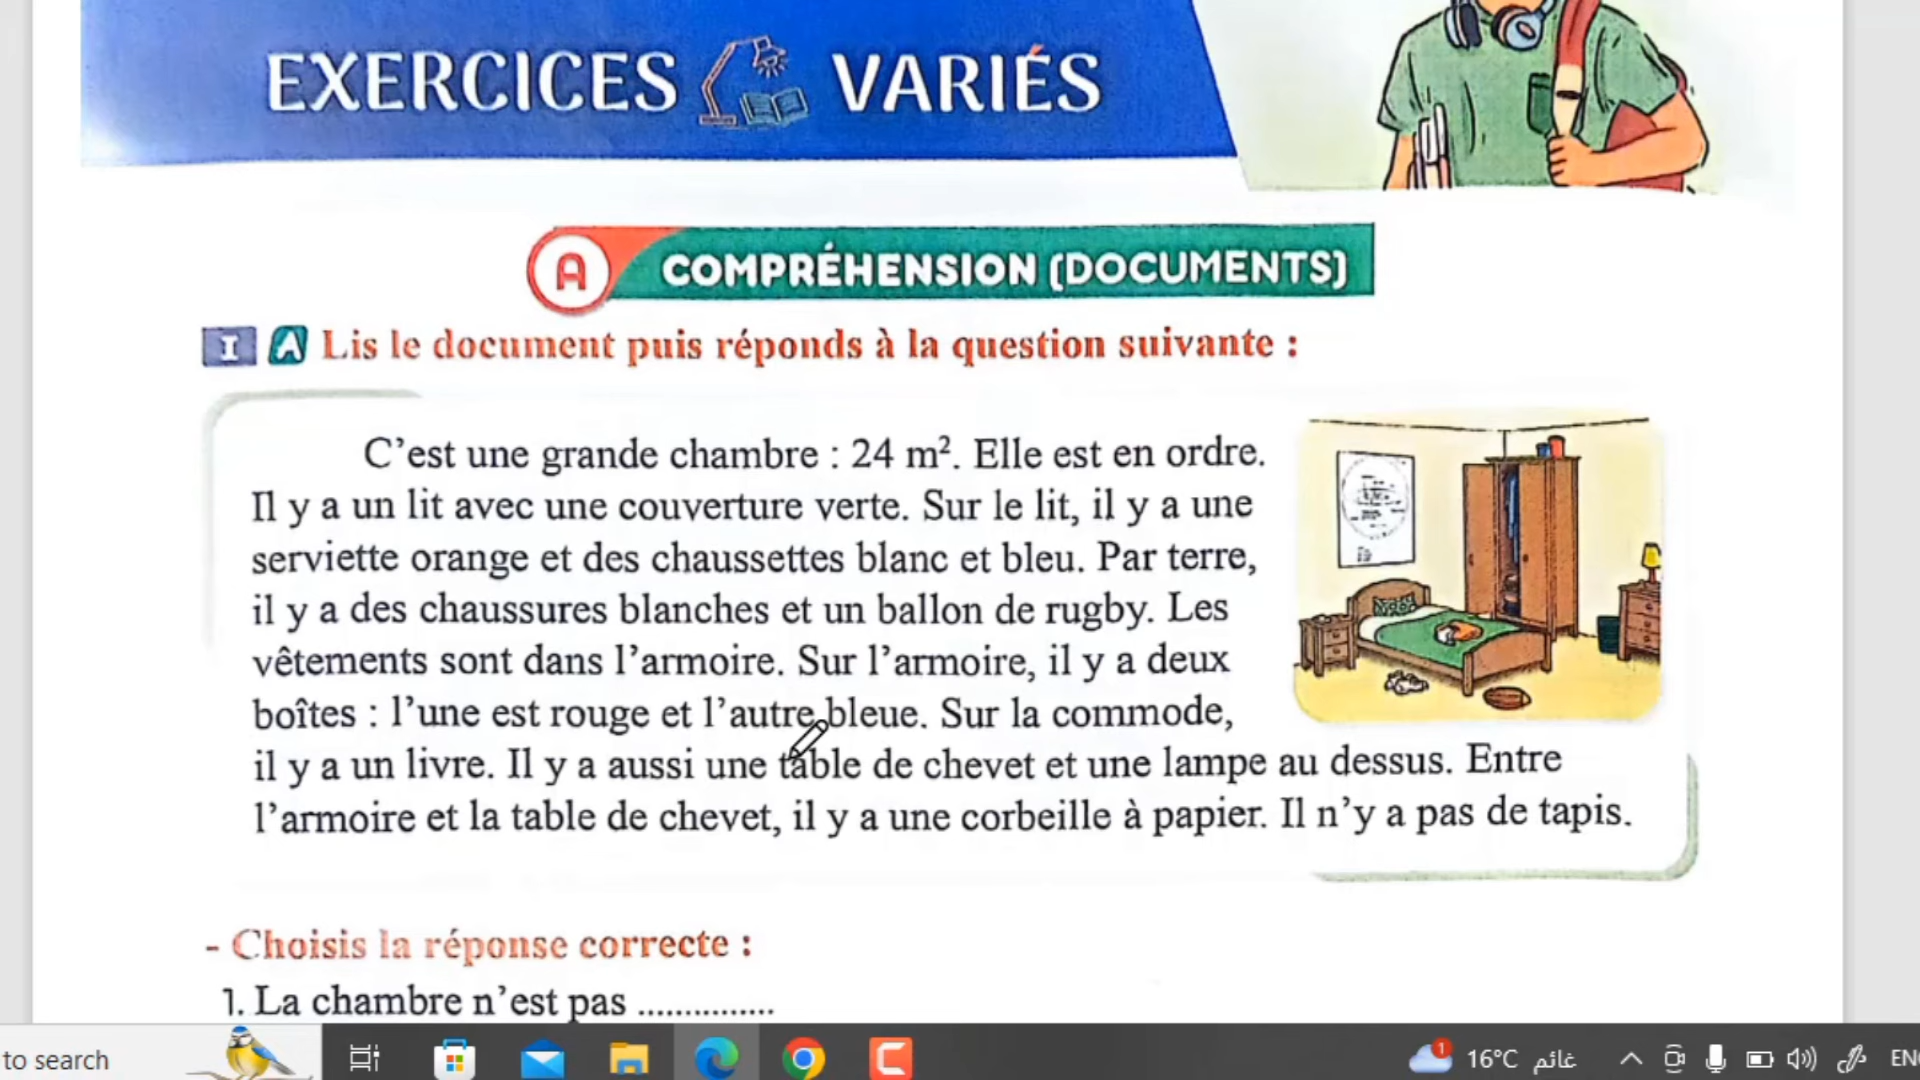 EXERCICES VARIÉS
A COMPRÉHENSION (DOCUMENTS)
I A Lis le document puis réponds à la question suivante :
C’est une grande chambre : 24 m². Elle est en ordre.
Il y a un lit avec une couverture verte. Sur le lit, il y a une
serviette orange et des chaussettes blanc et bleu. Par terre,
il y a des chaussures blanches et un ballon de rugby. Les
vêtements sont dans l’armoire. Sur l’armoire, il y a deux
boîtes : l’une est rouge et l’autre bleue. Sur la commode,
il y a un livre. Il y a aussi une table de chevet et une lampe au dessus. Entre
l’armoire et la table de chevet, il y a une corbeille à papier. Il n’y a pas de tapis.
- Choisis la réponse correcte :
1. La chambre n’est pas ...............
to search
1
16°C غائم